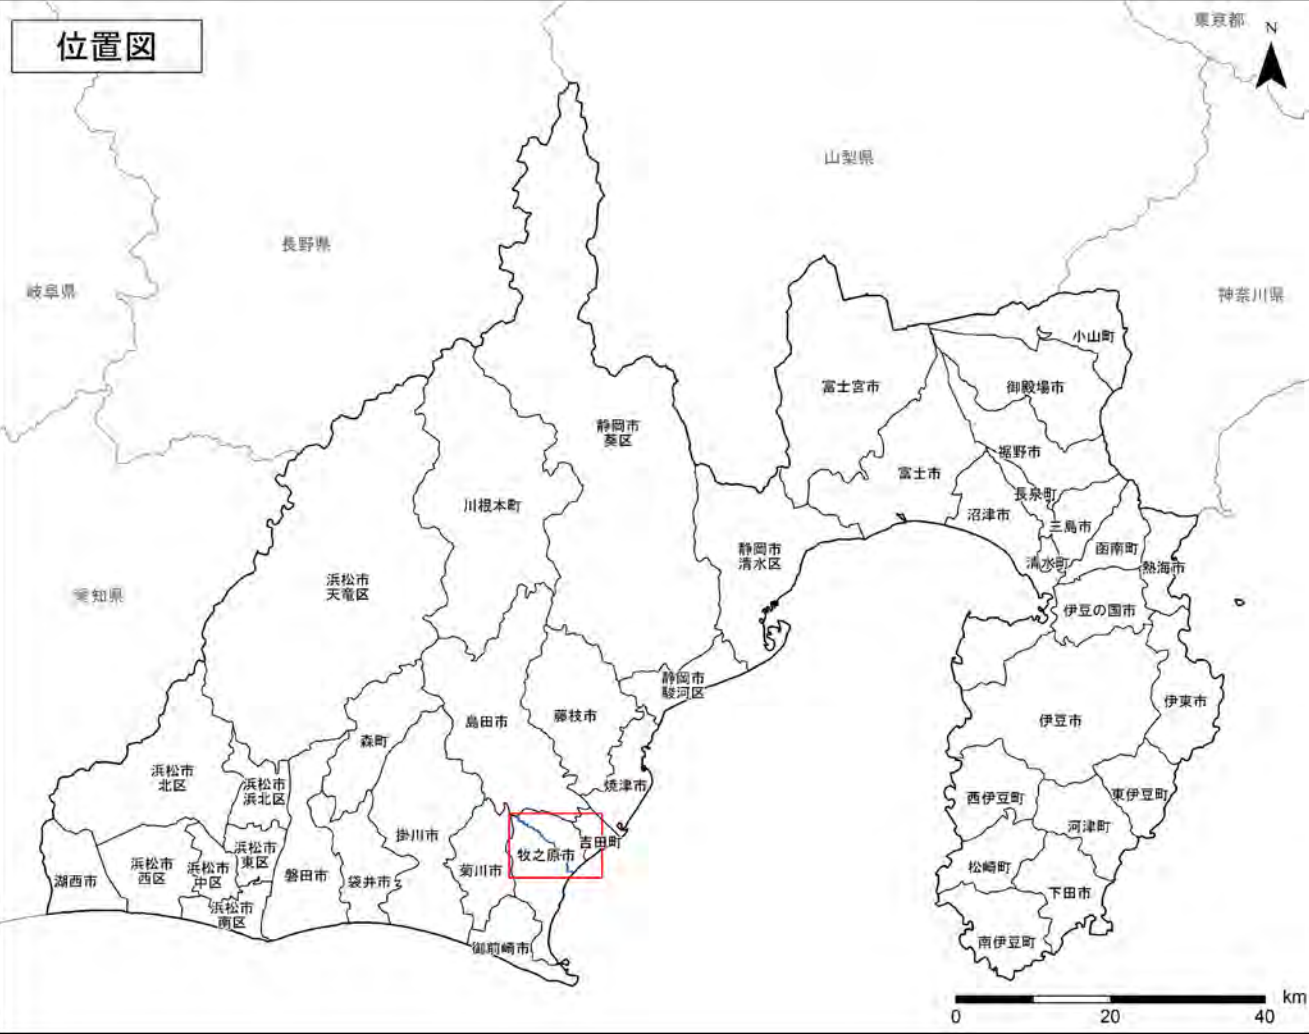 位置図
東京都
N
山梨県
長野県
岐阜県
神奈川県
小山町
富士宮市
御殿場市
静岡市
葵区
裾野市
富士市
長泉町
川根本町
沼津市
三島市
静岡市
清水区
函南町
清水町
熱海市
浜松市
天竜区
愛知県
伊豆の国市
静岡市
駿河区
伊東市
島田市
藤枝市
伊豆市
森町
浜松市
北区
浜松市
浜北区
焼津市
西伊豆町
東伊豆町
河津町
掛川市
吉田町
牧之原市
浜松市
東区
浜松市
西区
浜松市
中区
菊川市
松崎町
湖西市
磐田市
袋井市
下田市
浜松市
南区
御前崎市
南伊豆町
km
0 20 40